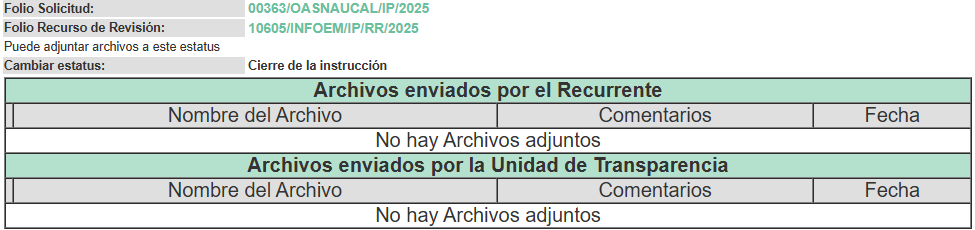 Folio Solicitud: 00363/OASNAUCAL/IP/2025
Folio Recurso de Revisión: 10605/INFOEM/IP/RR/2025
Puede adjuntar archivos a este estatus
Cambiar estatus: Cierre de la instrucción
Archivos enviados por el Recurrente
Nombre del Archivo Comentarios Fecha
No hay Archivos adjuntos
Archivos enviados por la Unidad de Transparencia
Nombre del Archivo Comentarios Fecha
No hay Archivos adjuntos